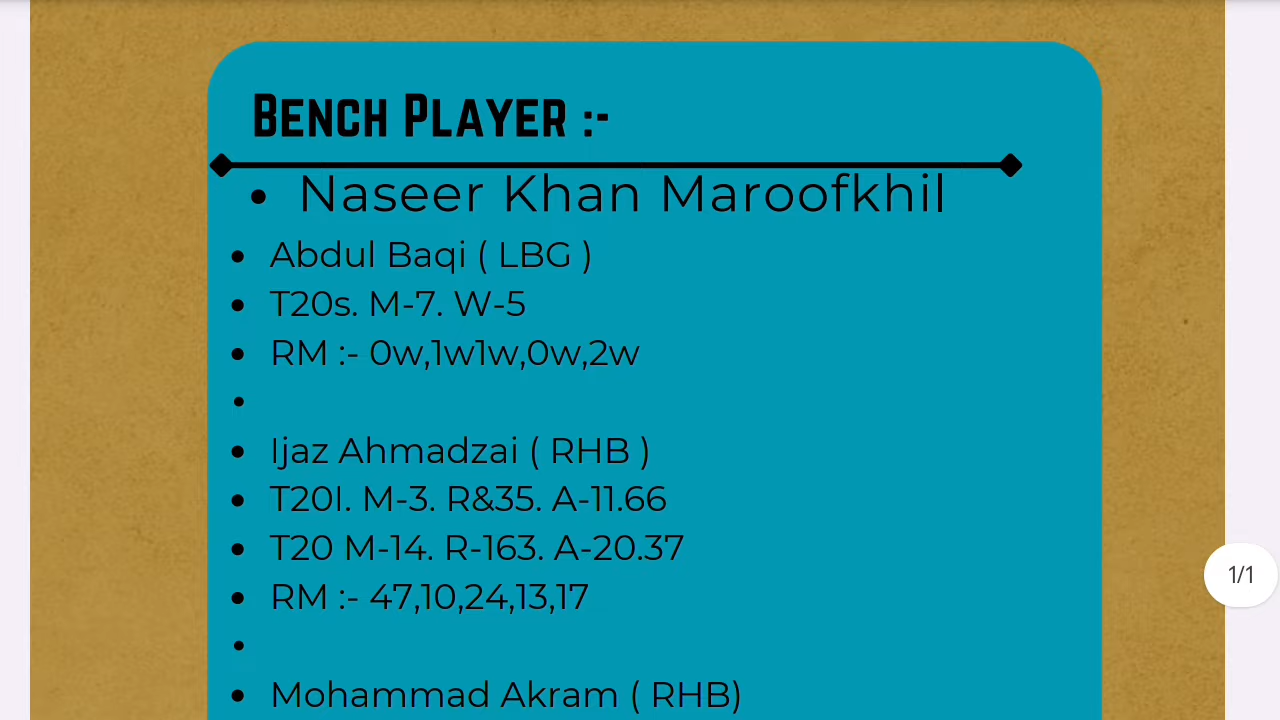 BENCH PLAYER :-
• Naseer Khan Maroofkhil
• Abdul Baqi ( LBG )
• T20s. M-7. W-5
• RM :- 0w,1w1w,0w,2w
•
• Ijaz Ahmadzai ( RHB )
• T20I. M-3. R&35. A-11.66
• T20 M-14. R-163. A-20.37
• RM :- 47,10,24,13,17
•
• Mohammad Akram ( RHB)
1/1